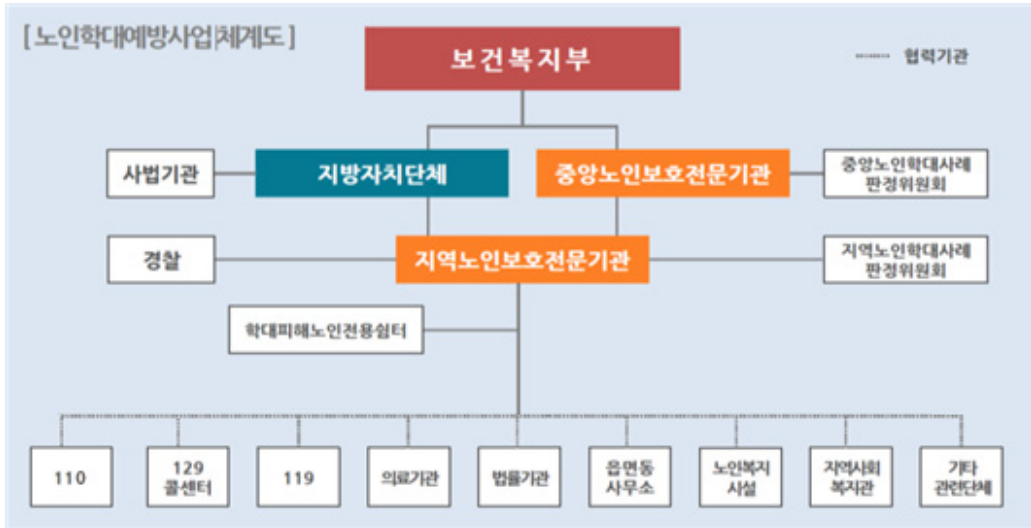 [ 노인학대예방사업체계도 ]
보건복지부
협력기관
사법기관
지방자치단체
중앙노인보호전문기관
중앙노인학대사례
판정위원회
경찰
지역노인보호전문기관
지역노인학대사례
판정위원회
학대피해노인전용쉼터
110
129
콜센터
119
의료기관
법률기관
읍면동
사무소
노인복지
시설
지역사회
복지관
기타
관련단체